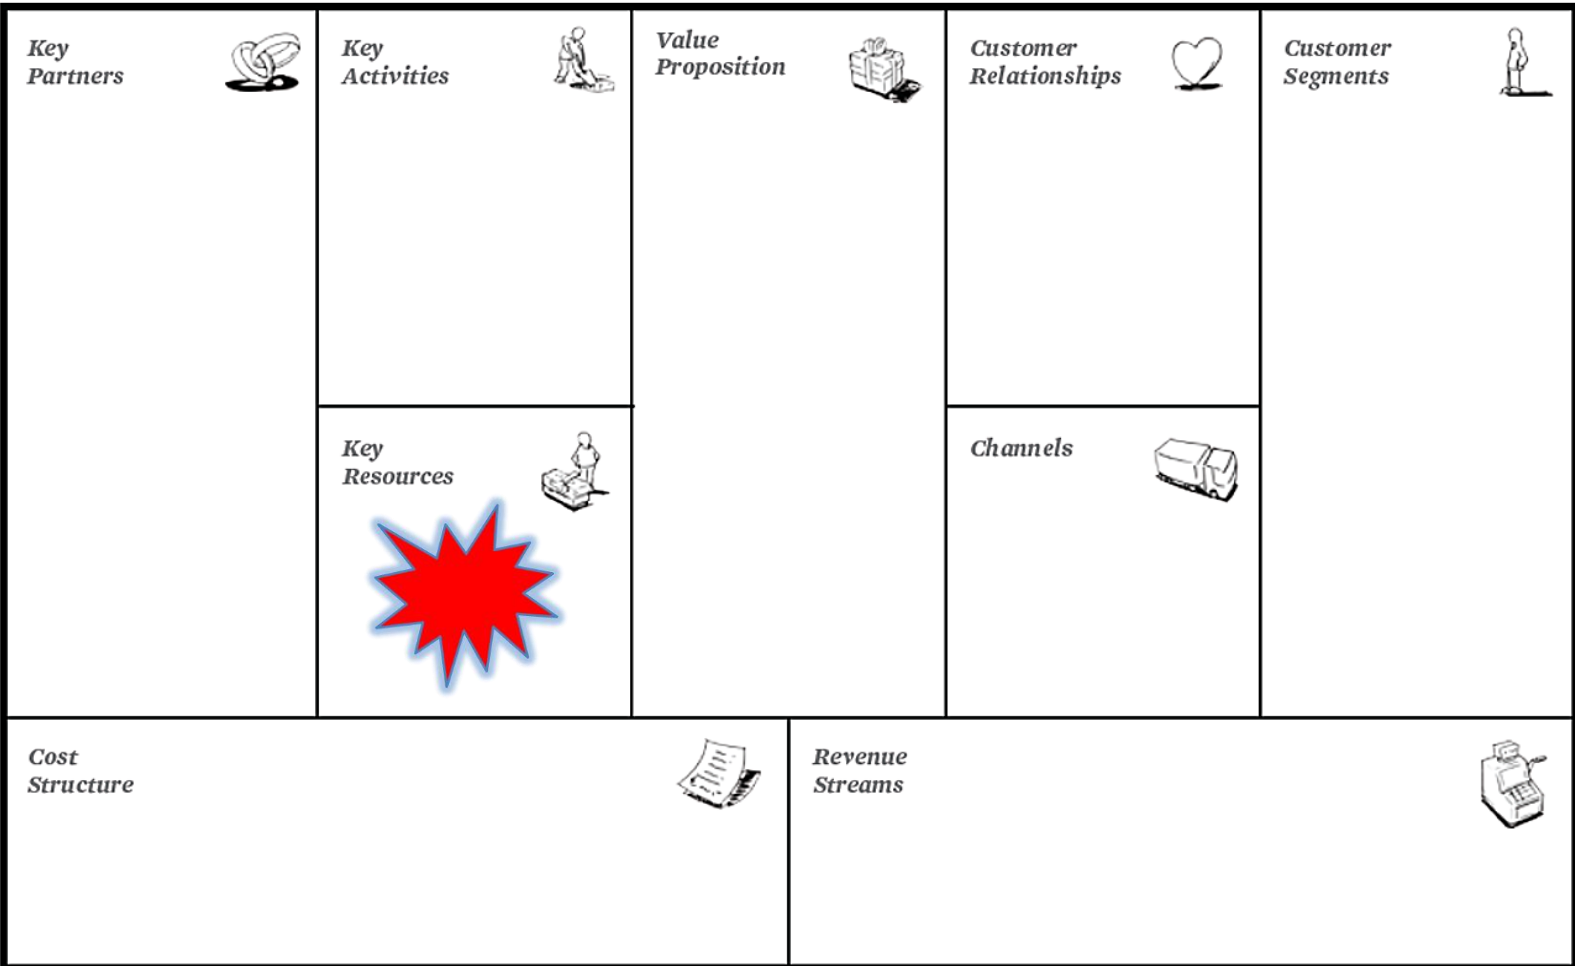 Key
Partners
Key
Activities
Value
Proposition
Customer
Relationships
Customer
Segments
Key
Resources
Channels
Cost
Structure
Revenue
Streams